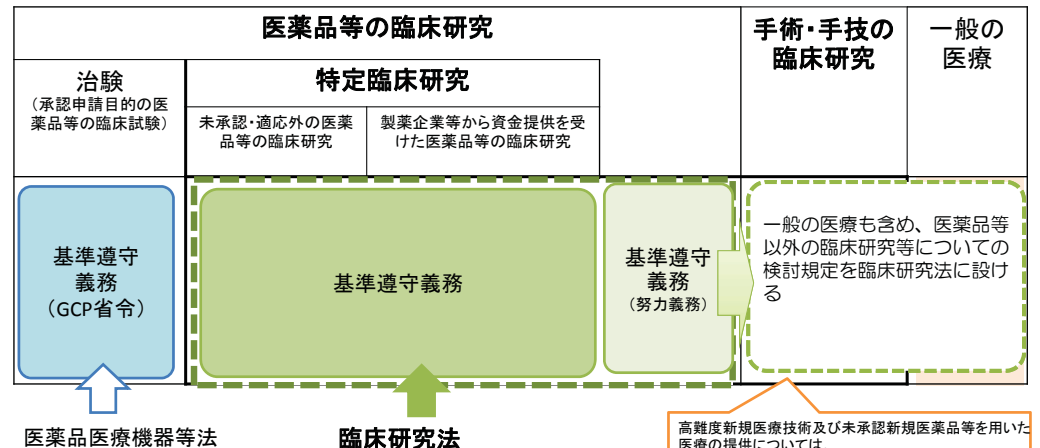 医薬品等の臨床研究
手術・手技の
臨床研究
一般の
医療
治験
（承認申請目的の医
薬品等の臨床試験）
特定臨床研究
未承認・適応外の医薬
品等の臨床研究
製薬企業等から資金提供を受
けた医薬品等の臨床研究
基準遵守
義務
（GCP省令）
基準遵守義務
基準遵守
義務
（努力義務）
一般の医療も含め、医薬品等
以外の臨床研究等についての
検討規定を臨床研究法に設け
る
医薬品医療機器等法
臨床研究法
高難度新規医療技術及び未承認新規医薬品等を用いた
医療の提供については